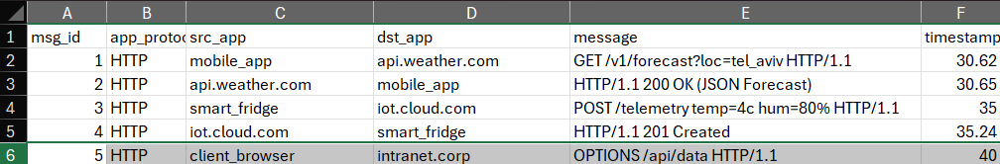 A B C D E F
1 msg_id app_protoc src_app dst_app message timestamp
2 1 HTTP mobile_app api.weather.com GET /v1/forecast?loc=tel_aviv HTTP/1.1 30.62
3 2 HTTP api.weather.com mobile_app HTTP/1.1 200 OK (JSON Forecast) 30.65
4 3 HTTP smart_fridge iot.cloud.com POST /telemetry temp=4c hum=80% HTTP/1.1 35
5 4 HTTP iot.cloud.com smart_fridge HTTP/1.1 201 Created 35.24
6 5 HTTP client_browser intranet.corp OPTIONS /api/data HTTP/1.1 40